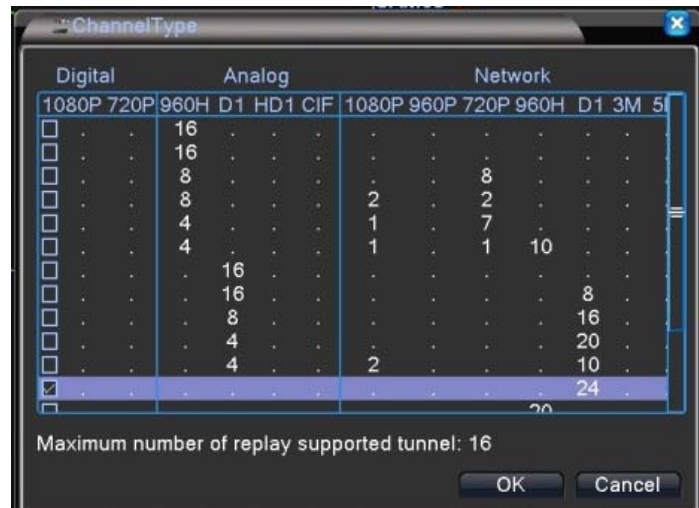 ChannelType
Digital Analog Network
1080P 720P 960H D1 HD1 CIF 1080P 960P 720P 960H D1 3M
16
16
8 8
8 2 2
4 1 7
4 1 1 10
16
16 8
8 16
4 20
4 2 10
24
20
Maximum number of replay supported tunnel: 16
OK Cancel